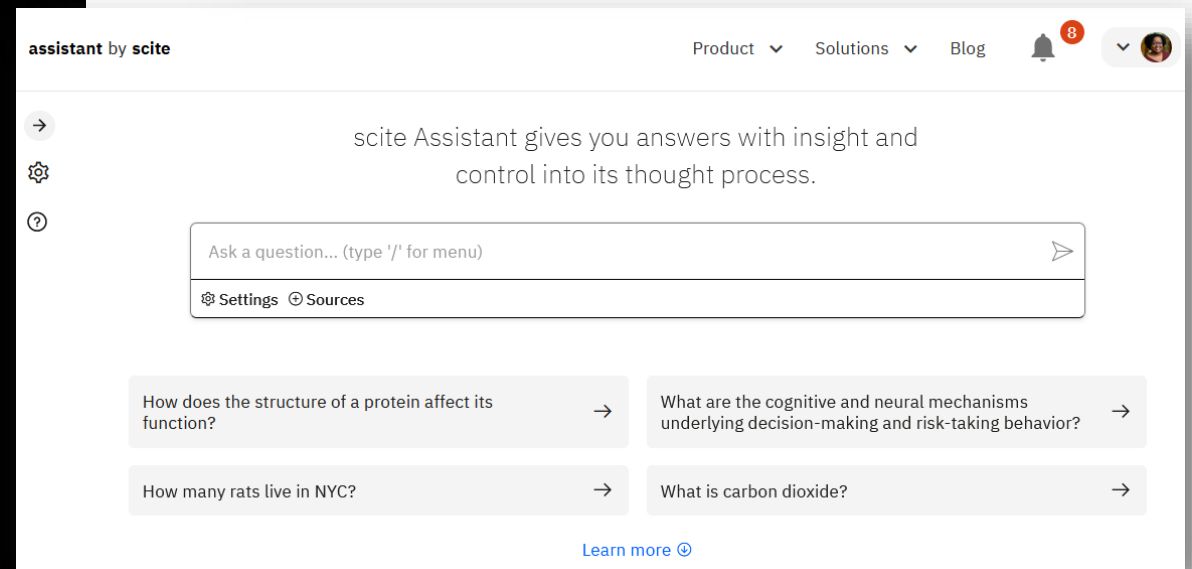 assistant by scite
Product
Solutions
Blog
8
scite Assistant gives you answers with insight and
control into its thought process.
Ask a question... (type '/' for menu)
Settings
Sources
How does the structure of a protein affect its
function?
What are the cognitive and neural mechanisms
underlying decision-making and risk-taking behavior?
How many rats live in NYC?
What is carbon dioxide?
Learn more